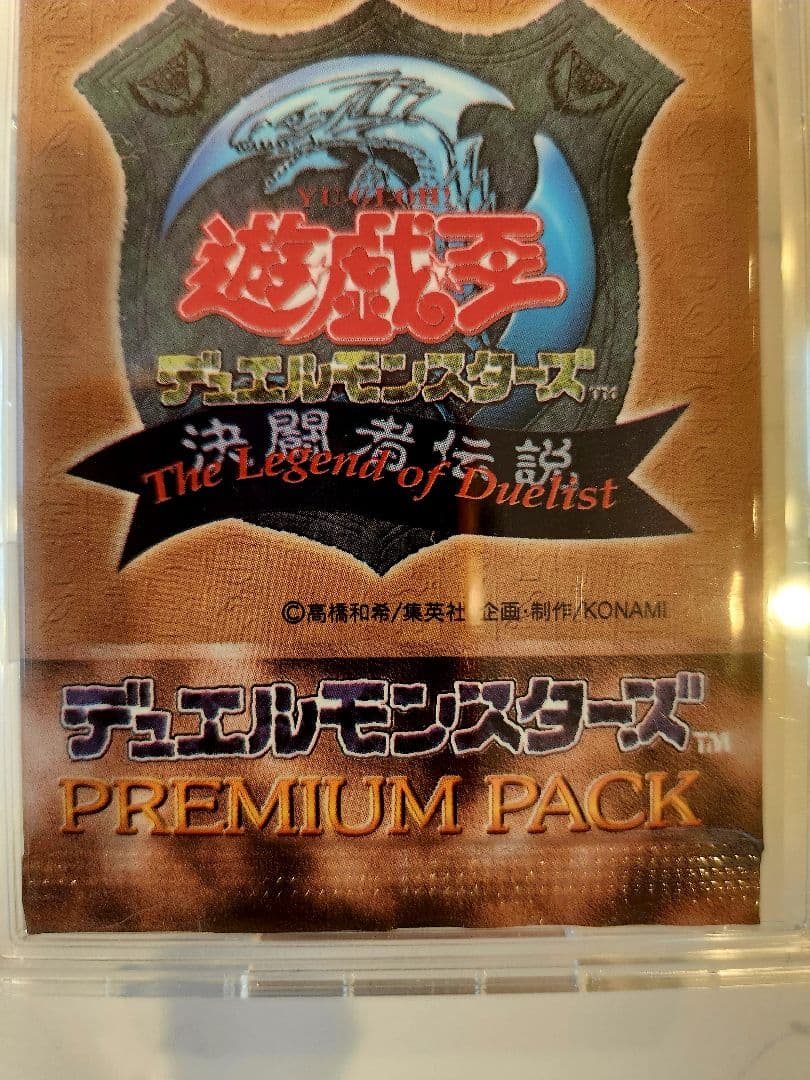 YU-GI-OH!
遊戯王
デュエルモンスターズ™
決闘者伝説
The Legend of Duelist
©高橋和希/集英社 企画・制作/KONAMI
デュエルモンスターズ™
PREMIUM PACK